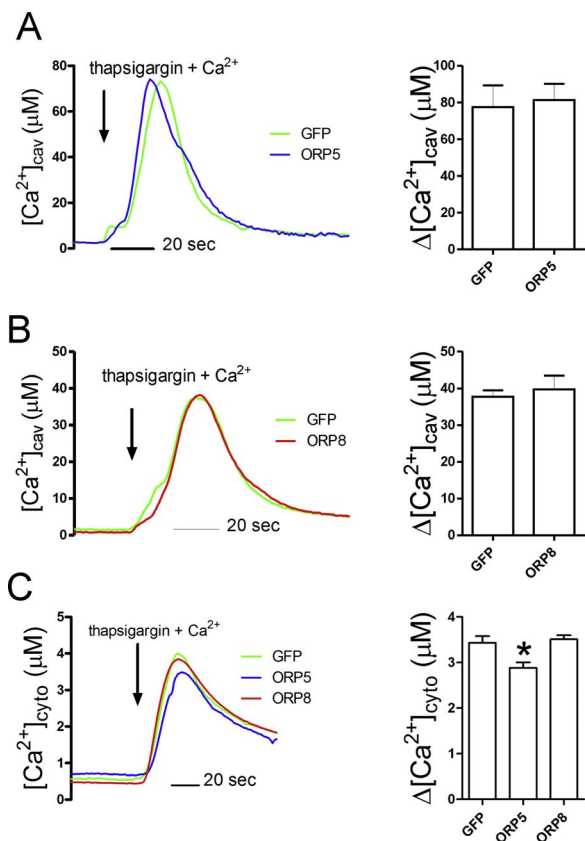 A
thapsigargin + Ca²⁺
[Ca²⁺]cav (µM)
80
60
40
20
0
GFP
ORP5
20 sec
Δ[Ca²⁺]cav (µM)
100
80
60
40
20
0
GFP
ORP5
B
thapsigargin + Ca²⁺
[Ca²⁺]cav (µM)
50
40
30
20
10
0
GFP
ORP8
20 sec
Δ[Ca²⁺]cav (µM)
50
40
30
20
10
0
GFP
ORP8
C
thapsigargin + Ca²⁺
[Ca²⁺]cyto (µM)
5
4
3
2
1
0
GFP
ORP5
ORP8
20 sec
Δ[Ca²⁺]cyto (µM)
4
3
2
1
0
*
GFP
ORP5
ORP8